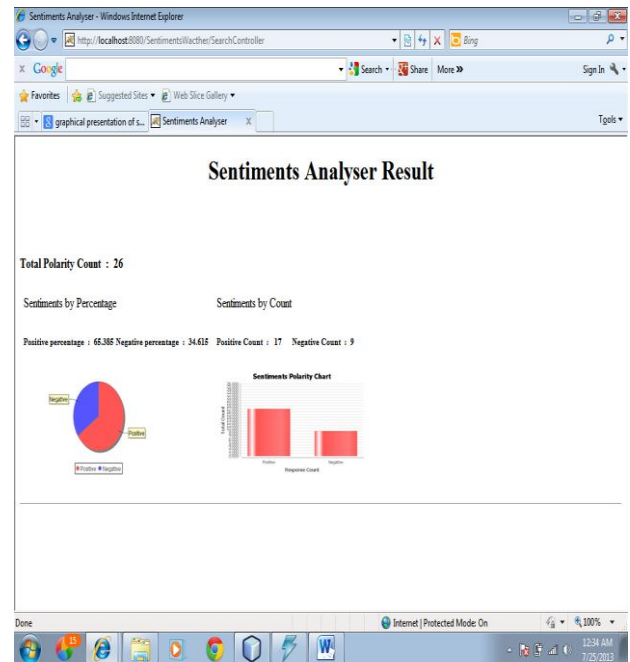 Sentiments Analyser - Windows Internet Explorer
http://localhost:8080/SentimentsWacther/SearchController
Bing
x Google Search Share More » Sign In
Favorites Suggested Sites Web Slice Gallery
graphical presentation of s... Sentiments Analyser X Tools
Sentiments Analyser Result
Total Polarity Count : 26
Sentiments by Percentage Sentiments by Count
Positive percentage : 65.385 Negative percentage : 34.615 Positive Count : 17 Negative Count : 9
Sentiments Polarity Chart
Negative
Positive
Total Count
Positive Negative
Response Count
Positive Negative
Done Internet | Protected Mode: On 100%
15
W
12:34 AM
7/25/2013